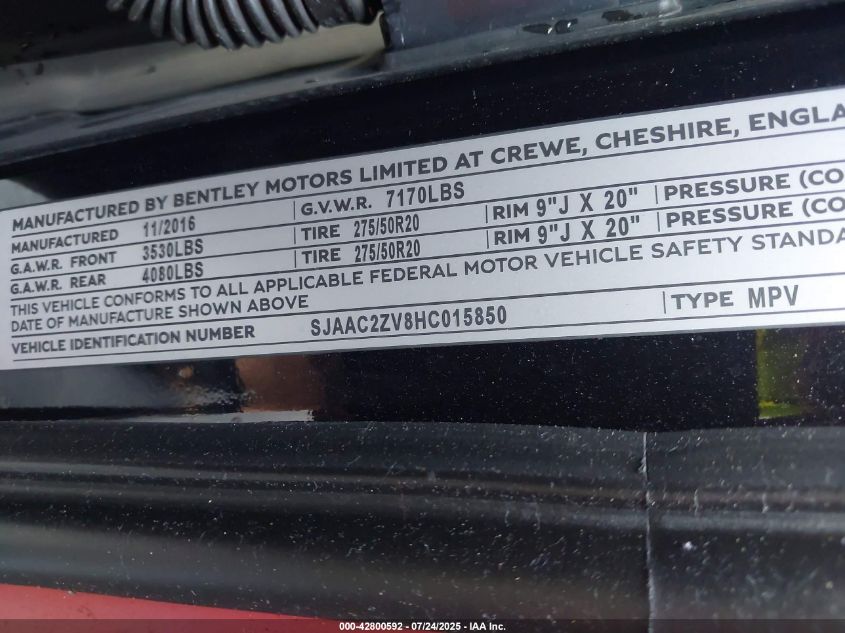 MANUFACTURED BY BENTLEY MOTORS LIMITED AT CREWE, CHESHIRE, ENGLA
MANUFACTURED 11/2016 G.V.W.R. 7170LBS
G.A.W.R. FRONT 3530LBS TIRE 275/50R20 RIM 9"J X 20" PRESSURE (CO
G.A.W.R. REAR 4080LBS TIRE 275/50R20 RIM 9"J X 20" PRESSURE (CO
THIS VEHICLE CONFORMS TO ALL APPLICABLE FEDERAL MOTOR VEHICLE SAFETY STANDA
DATE OF MANUFACTURE SHOWN ABOVE
VEHICLE IDENTIFICATION NUMBER SJAAC2ZV8HC015850 TYPE MPV
000-42800592 - 07/24/2025 - IAA Inc.